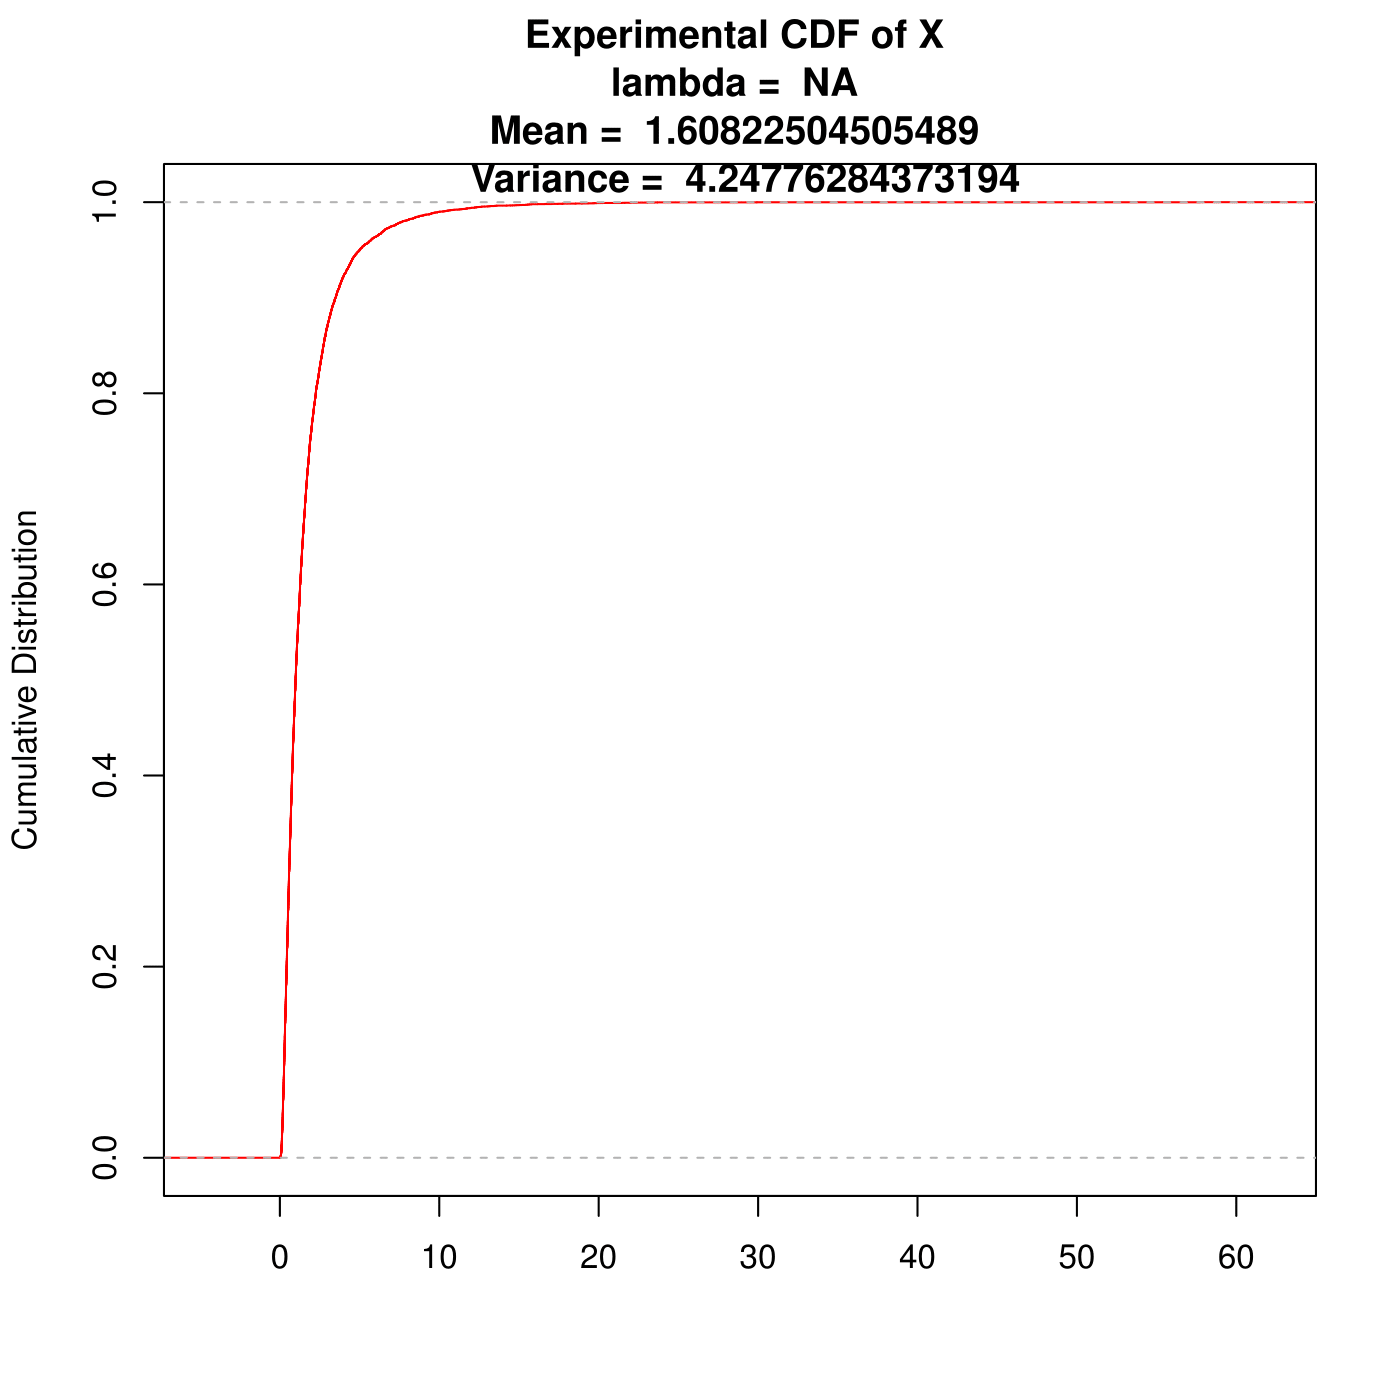 Experimental CDF of X
lambda =  NA
Mean =  1.60822504505489
Variance =  4.24776284373194
1.0
0.8
0.6
0.4
0.2
0.0
Cumulative Distribution
0 10 20 30 40 50 60